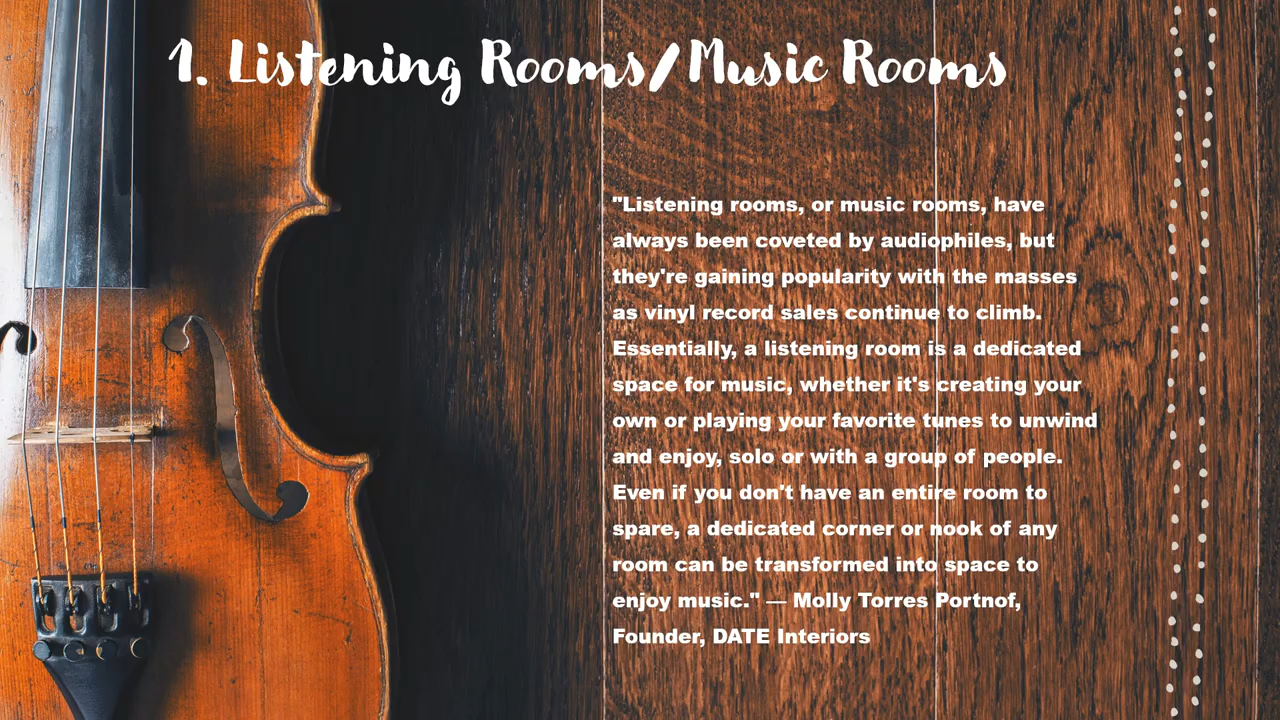 1. Listening Rooms/Music Rooms
"Listening rooms, or music rooms, have
always been coveted by audiophiles, but
they're gaining popularity with the masses
as vinyl record sales continue to climb.
Essentially, a listening room is a dedicated
space for music, whether it's creating your
own or playing your favorite tunes to unwind
and enjoy, solo or with a group of people.
Even if you don't have an entire room to
spare, a dedicated corner or nook of any
room can be transformed into space to
enjoy music." — Molly Torres Portnof,
Founder, DATE Interiors